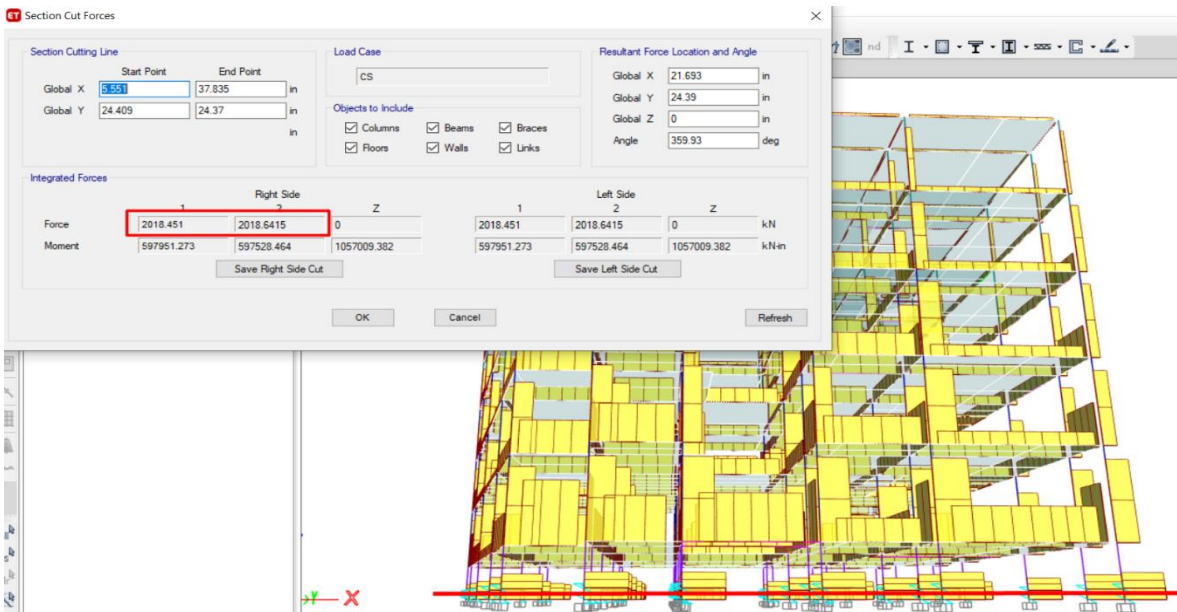 ET Section Cut Forces
Section Cutting Line
Start Point End Point
Global X 5.551 37.835 in
Global Y 24.409 24.37 in
in
Load Case
CS
Objects to Include
Columns Beams Braces
Floors Walls Links
Resultant Force Location and Angle
Global X 21.693 in
Global Y 24.39 in
Global Z 0 in
Angle 359.93 deg
Integrated Forces
Right Side Left Side
1 2 Z 1 2 Z
Force 2018.451 2018.6415 0 2018.451 2018.6415 0 kN
Moment 597951.273 597528.464 1057009.382 597951.273 597528.464 1057009.382 kN-in
Save Right Side Cut Save Left Side Cut
OK Cancel Refresh
nd
X